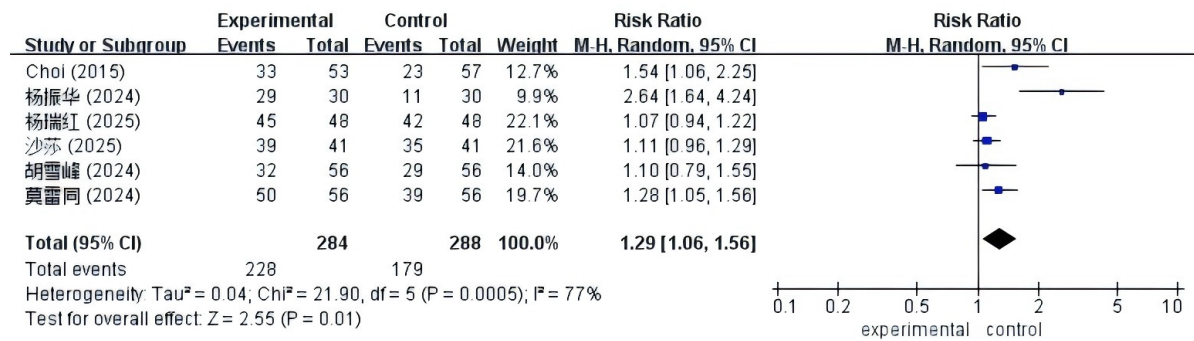 Experimental Control Risk Ratio Risk Ratio
Study or Subgroup Events Total Events Total Weight M-H, Random, 95% CI M-H, Random, 95% CI
Choi (2015) 33 53 23 57 12.7% 1.54 [1.06, 2.25]
杨振华 (2024) 29 30 11 30 9.9% 2.64 [1.64, 4.24]
杨瑞红 (2025) 45 48 42 48 22.1% 1.07 [0.94, 1.22]
沙莎 (2025) 39 41 35 41 21.6% 1.11 [0.96, 1.29]
胡雪峰 (2024) 32 56 29 56 14.0% 1.10 [0.79, 1.55]
莫雷同 (2024) 50 56 39 56 19.7% 1.28 [1.05, 1.56]
Total (95% CI) 284 288 100.0% 1.29 [1.06, 1.56]
Total events 228 179
Heterogeneity: Tau² = 0.04; Chi² = 21.90, df = 5 (P = 0.0005); I² = 77%
Test for overall effect: Z = 2.55 (P = 0.01)
0.1 0.2 0.5 1 2 5 10
experimental control